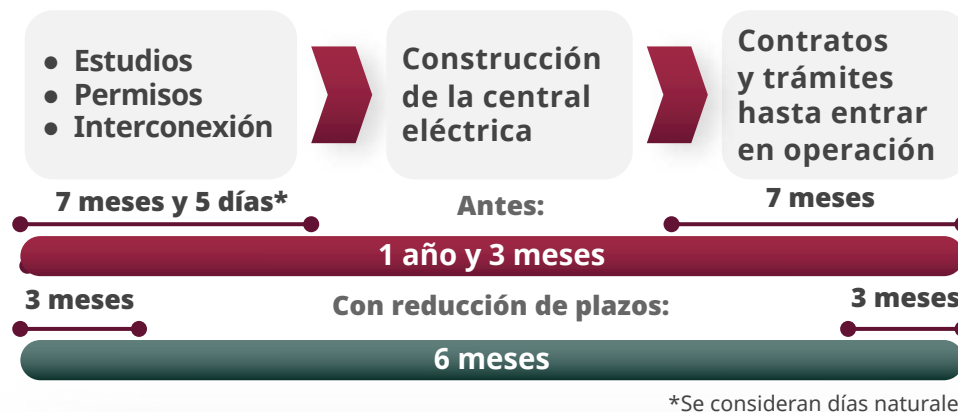 ● Estudios
● Permisos
● Interconexión
Construcción
de la central
eléctrica
Contratos
y trámites
hasta entrar
en operación
7 meses y 5 días*
Antes:
7 meses
1 año y 3 meses
3 meses
Con reducción de plazos:
3 meses
6 meses
*Se consideran días naturale